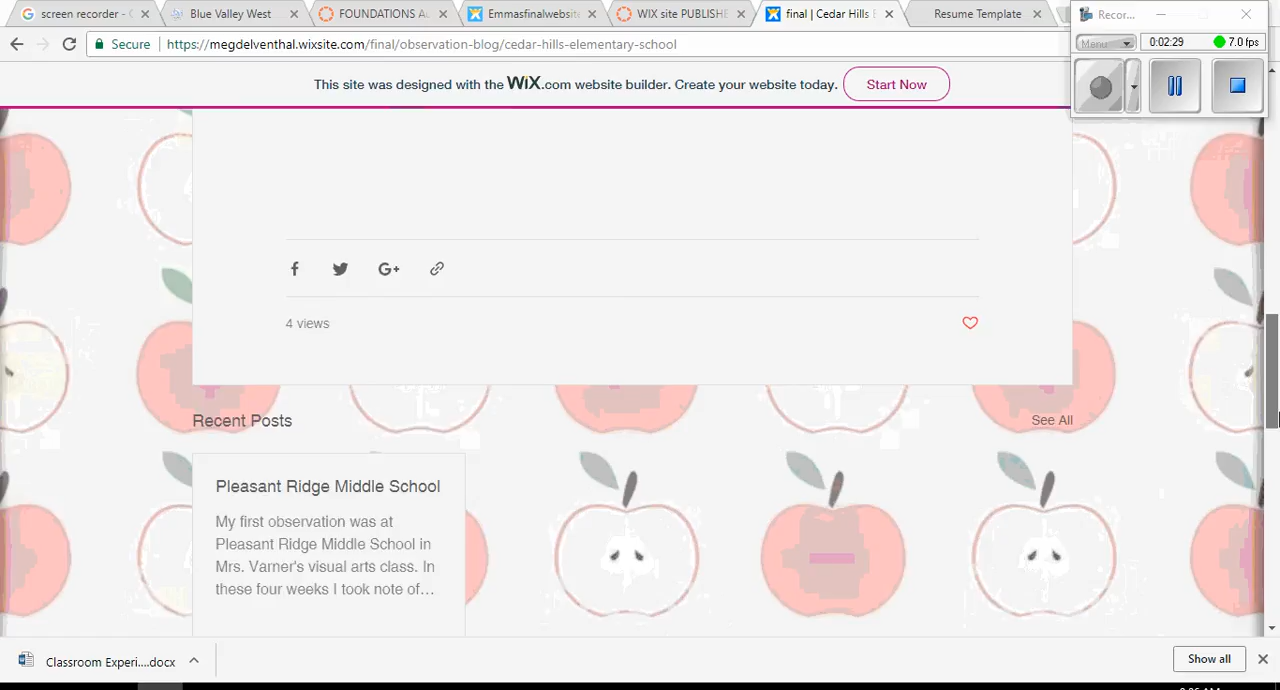 screen recorder - G
Blue Valley West
FOUNDATIONS A
Emmasfinalwebsite
WIX site PUBLISHE
final | Cedar Hills E
Resume Template
Recor...
Secure
https://megdelventhal.wixsite.com/final/observation-blog/cedar-hills-elementary-school
Menu
0:02:29
7.0 fps
This site was designed with the WiX.com website builder. Create your website today.
Start Now
G+
4 views
Recent Posts
See All
Pleasant Ridge Middle School
My first observation was at
Pleasant Ridge Middle School in
Mrs. Varner's visual arts class. In
these four weeks I took note of...
Classroom Experi....docx
Show all